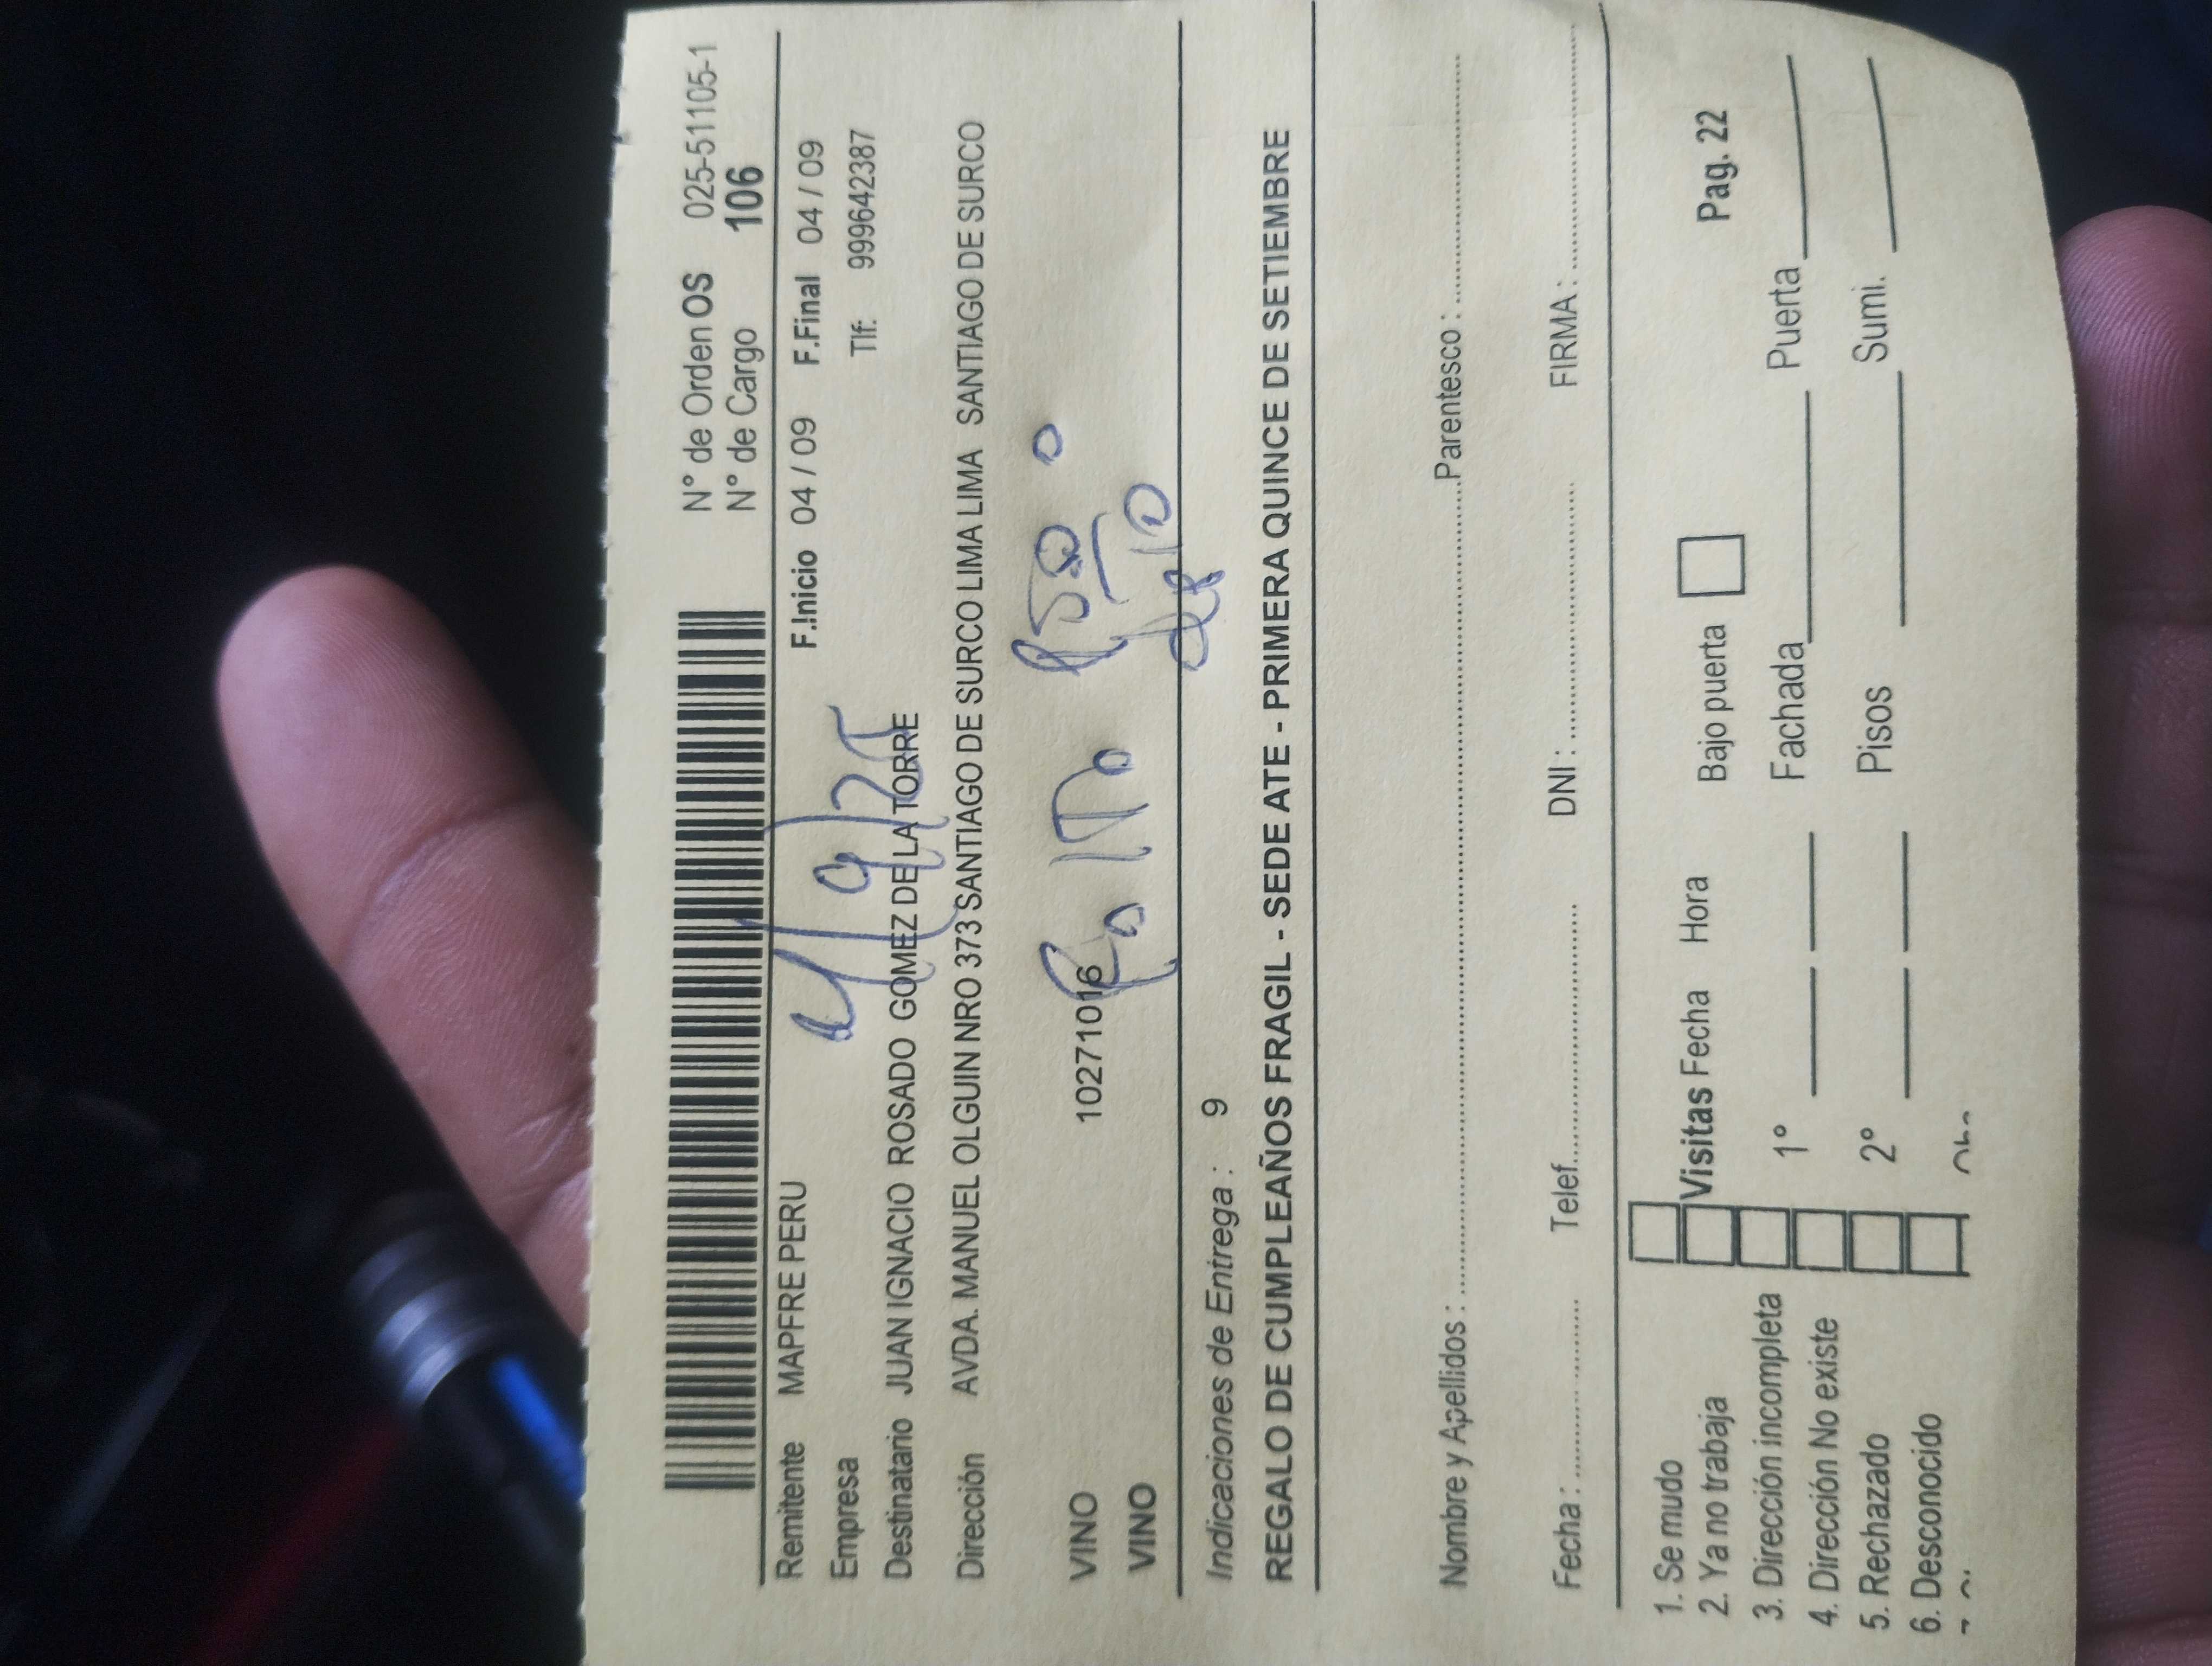 N° de Orden OS 025-51105-1
N° de Cargo 106
Remitente MAPFRE PERU F.Inicio 04 / 09 F.Final 04 / 09
Empresa Tlf: 999642387
4/9/25
Destinatario JUAN IGNACIO ROSADO GOMEZ DE LA TORRE
Dirección AVDA. MANUEL OLGUIN NRO 373 SANTIAGO DE SURCO LIMA LIMA SANTIAGO DE SURCO
VINO 10271016
VINO
Indicaciones de Entrega : 9
REGALO DE CUMPLEAÑOS FRAGIL - SEDE ATE - PRIMERA QUINCE DE SETIEMBRE
Nombre y Apellidos : Parentesco :
Fecha : Telef. DNI : FIRMA :
1. Se mudo
2. Ya no trabaja Visitas Fecha Hora Bajo puerta Pag. 22
3. Dirección incompleta
4. Dirección No existe 1° Fachada Puerta
5. Rechazado 2° Pisos Sumi.
6. Desconocido